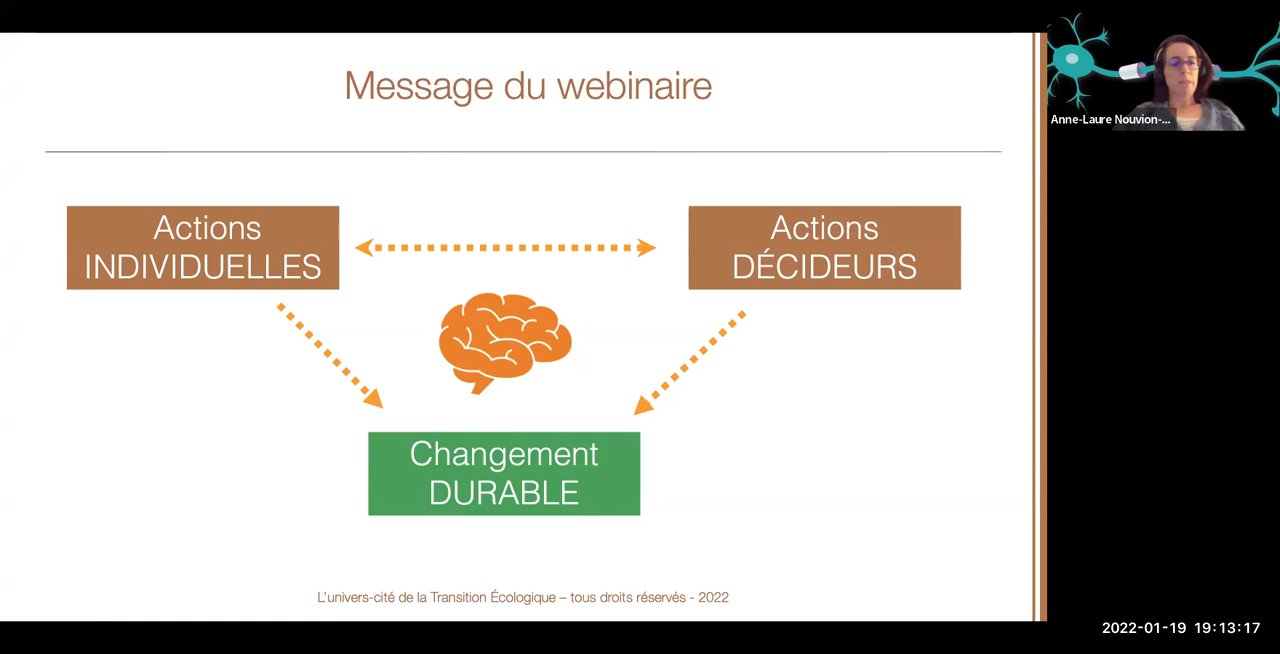 Message du webinaire
Actions
INDIVIDUELLES
Actions
DÉCIDEURS
Changement
DURABLE
L'univers-cité de la Transition Écologique – tous droits réservés - 2022
Anne-Laure Nouvion-...
2022-01-19 19:13:17